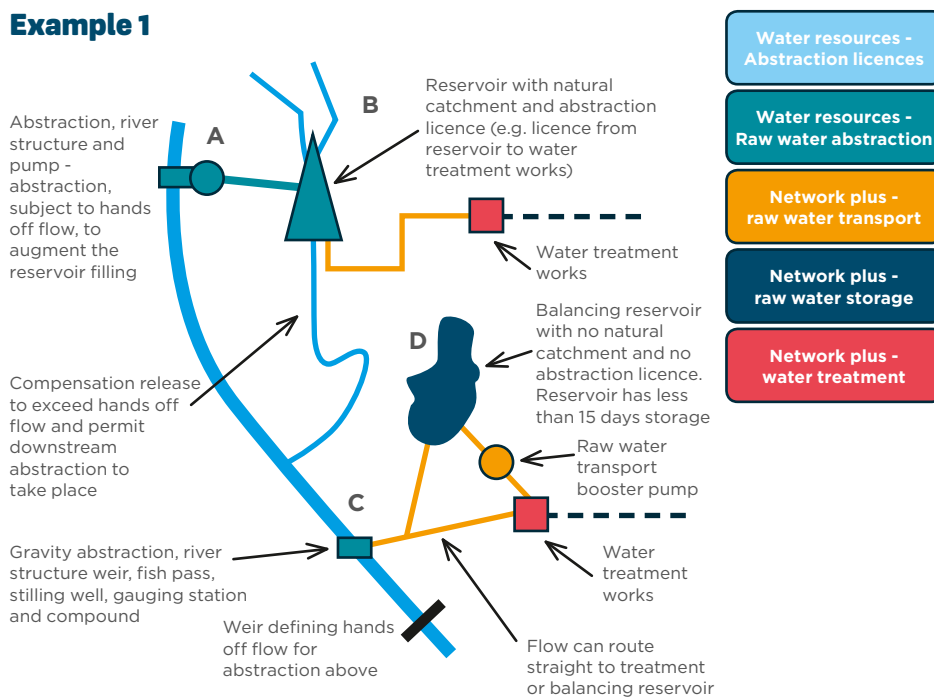 Example 1
Water resources -
Abstraction licences
Water resources -
Raw water abstraction
Network plus -
raw water transport
Network plus -
raw water storage
Network plus -
water treatment
Abstraction, river
structure and
pump -
abstraction,
subject to hands
off flow, to
augment the
reservoir filling
A
B
Reservoir with natural
catchment and abstraction
licence (e.g. licence from
reservoir to water
treatment works)
Water treatment
works
D
Balancing reservoir
with no natural
catchment and no
abstraction licence.
Reservoir has less
than 15 days storage
Compensation release
to exceed hands off
flow and permit
downstream
abstraction to
take place
Raw water
transport
booster pump
C
Gravity abstraction, river
structure weir, fish pass,
stilling well, gauging station
and compound
Water
treatment
works
Weir defining hands
off flow for
abstraction above
Flow can route
straight to treatment
or balancing reservoir